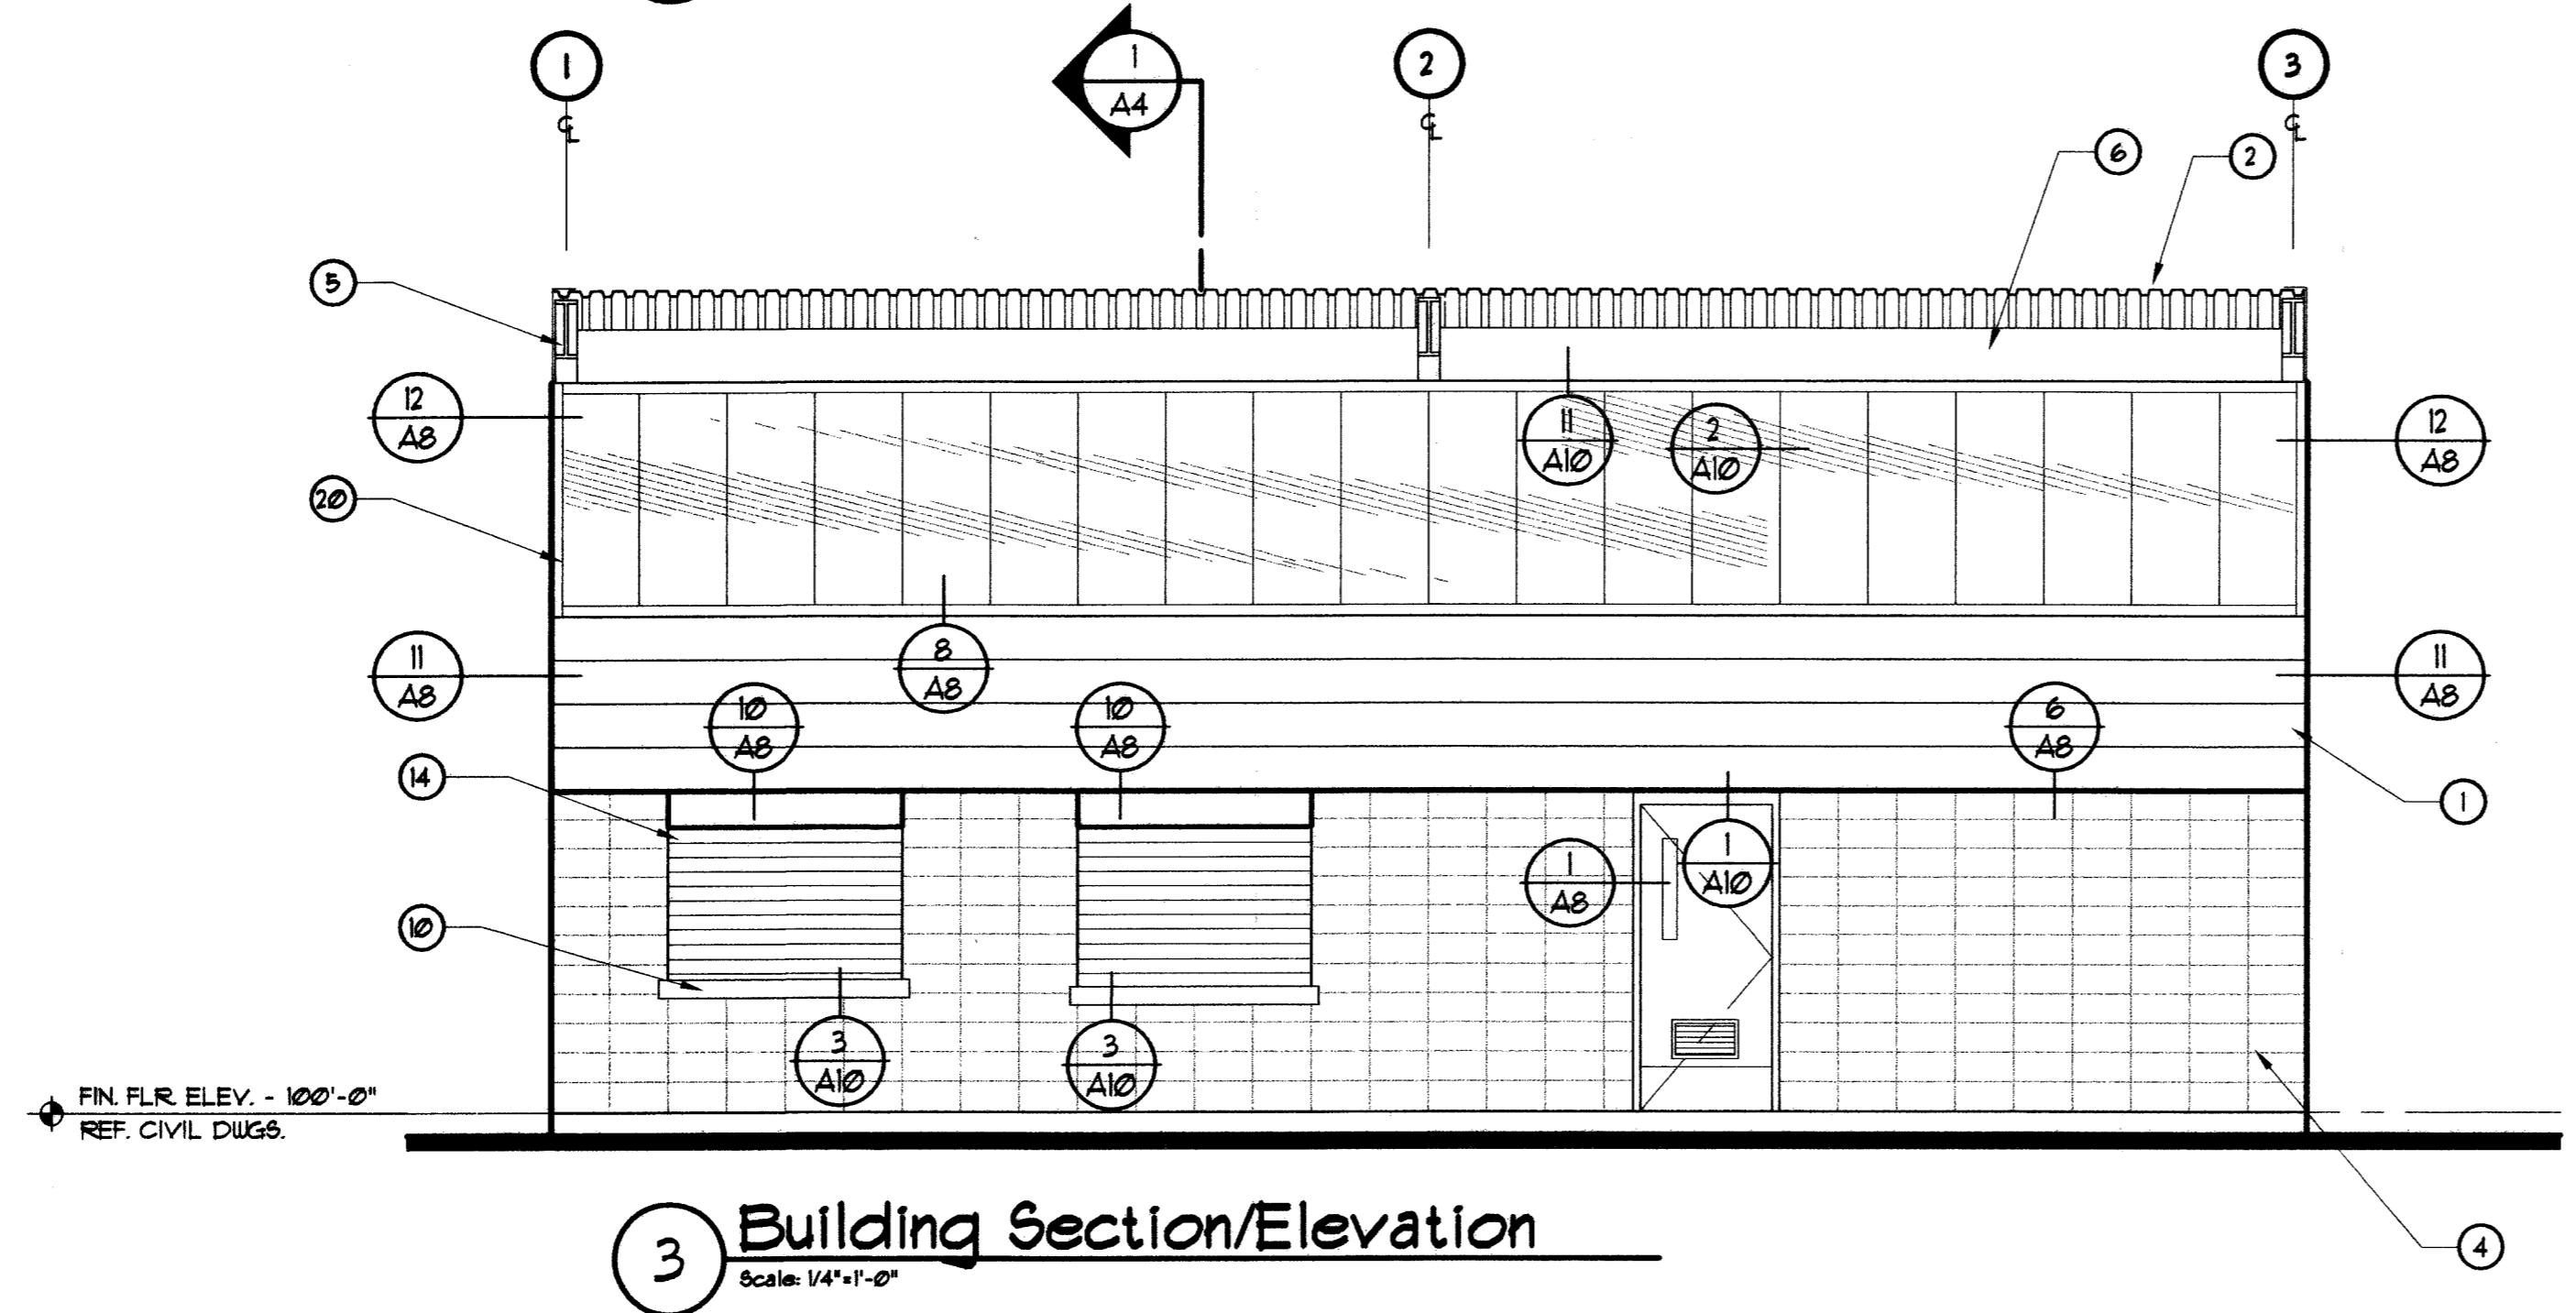 1
1
A4
2
3
℄
℄
℄
6
2
5
12
A8
11
A10
2
A10
12
A8
20
11
A8
8
A8
11
A8
10
A8
10
A8
6
A8
14
1
1
A8
1
A10
10
3
A10
3
A10
FIN. FLR. ELEV. - 100'-0"
REF. CIVIL DWGS.
4
3
Building Section/Elevation
Scale: 1/4"=1'-0"